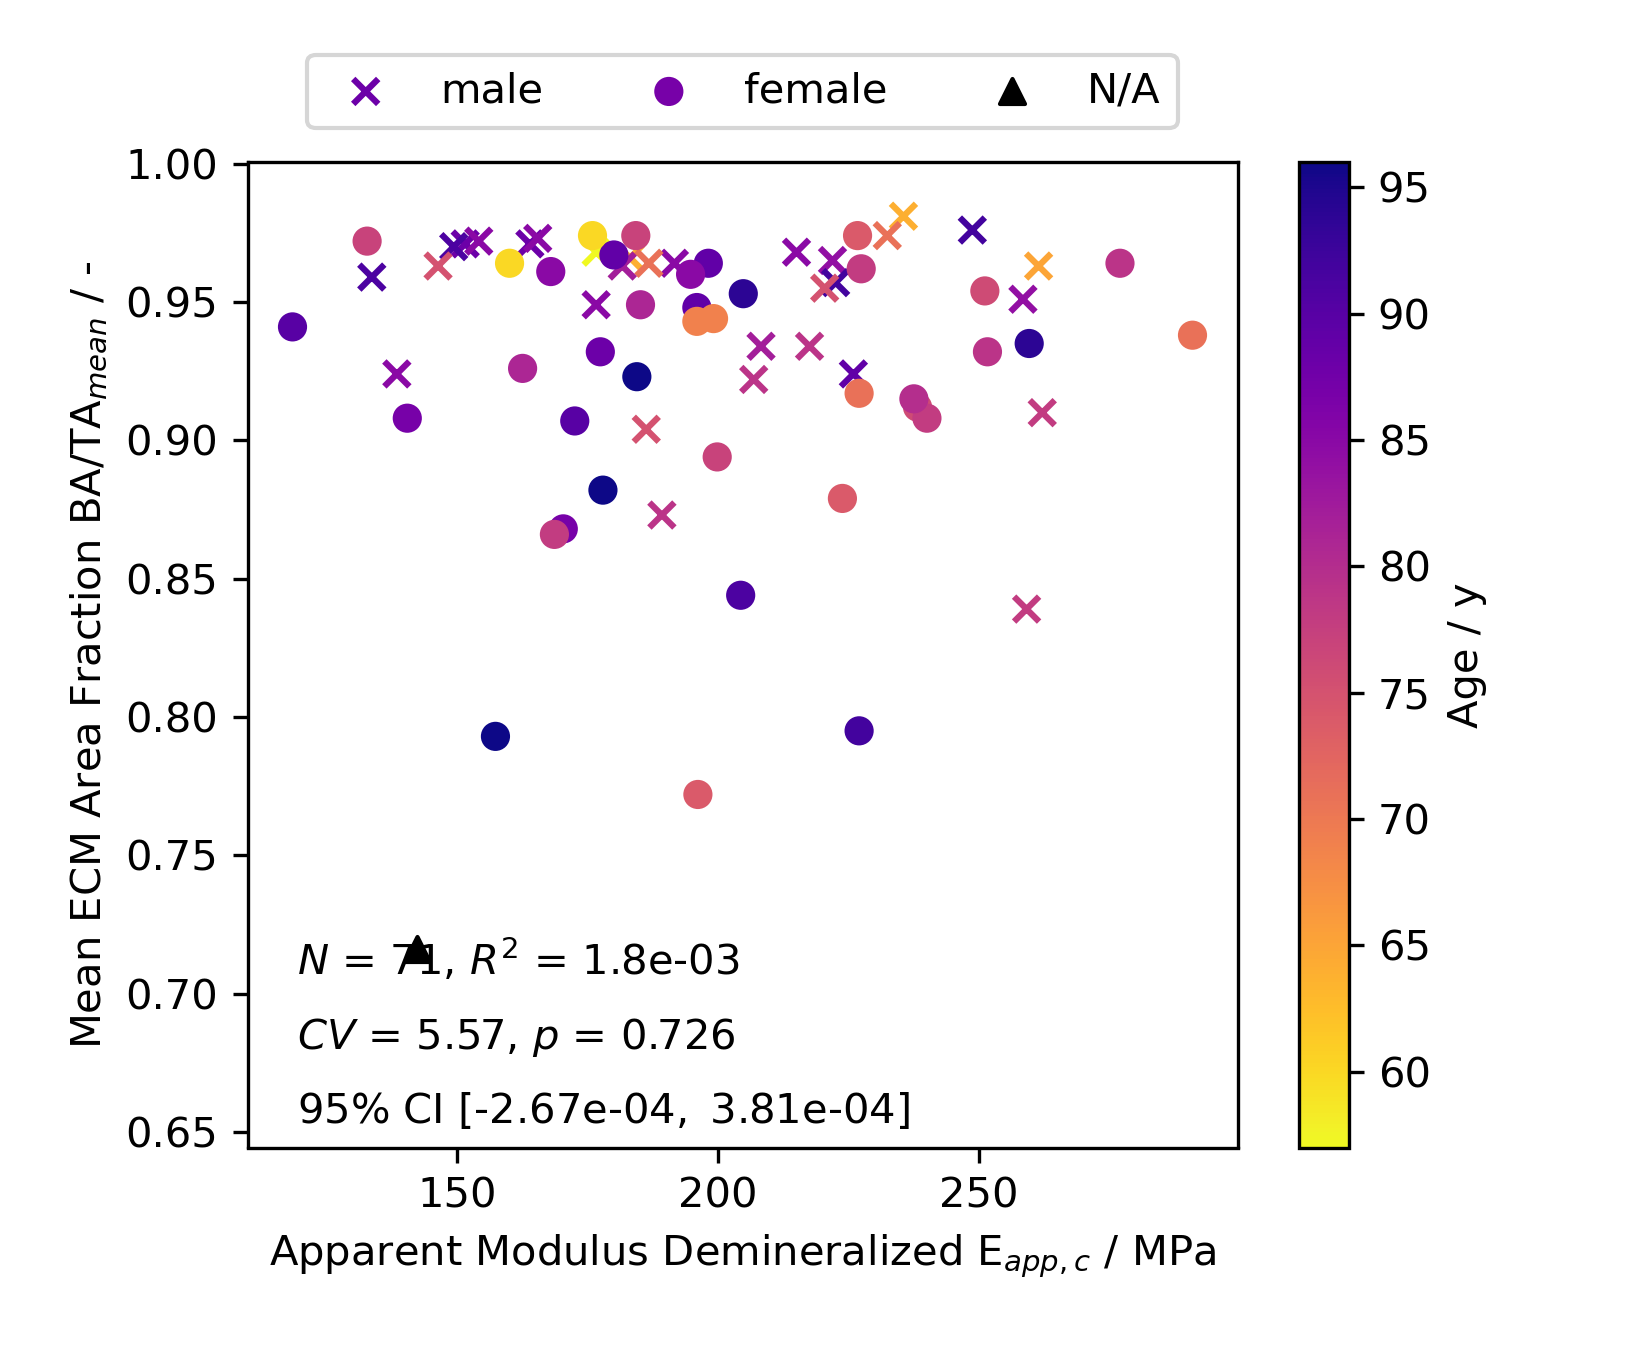 male female N/A
1.00
0.95
0.90
0.85
0.80
0.75
0.70
0.65
Mean ECM Area Fraction BA/TAmean / -
N = 71, R² = 1.8e-03
CV = 5.57, p = 0.726
95% CI [-2.67e-04, 3.81e-04]
150 200 250
Apparent Modulus Demineralized Eapp, c / MPa
95
90
85
80
75
70
65
60
Age / y